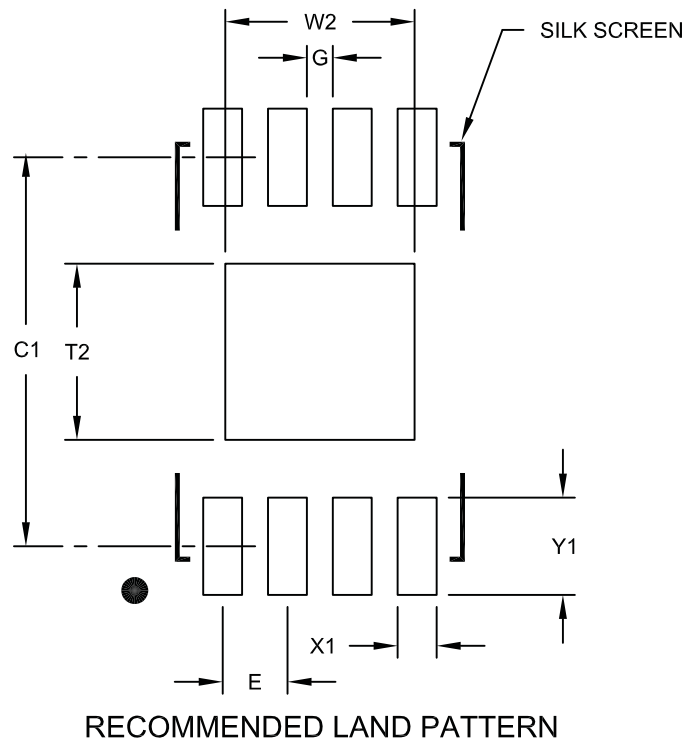 W2
G
SILK SCREEN
C1
T2
Y1
X1
E
RECOMMENDED LAND PATTERN